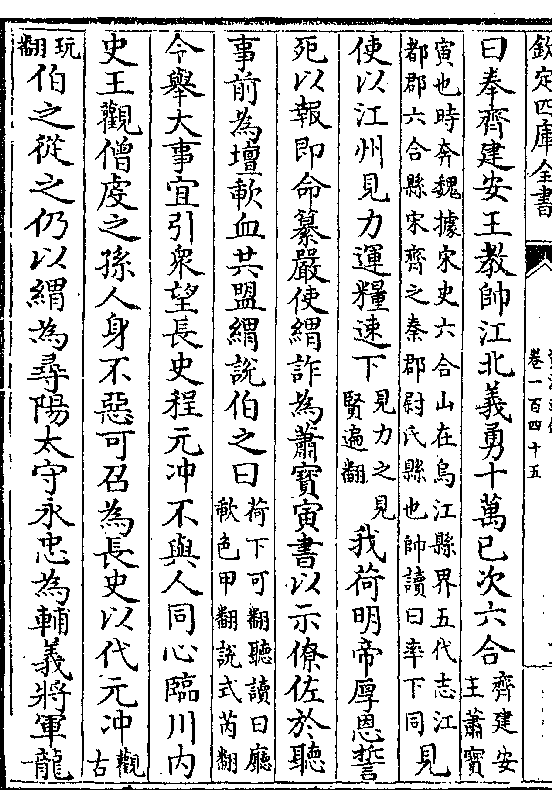 欽定四庫全書
卷一百四十五
曰奉齊建安王教帥江北義勇十萬已次六合齊建安
王蕭寶
寅也時奔魏據宋史六合山在烏江縣界五代志江
都郡六合縣宋齊之秦郡尉氏縣也帥讀曰率下同見
使以江州見力運糧速下見力之見
賢遍翻我荷明帝厚恩誓
死以報即命纂嚴使緭詐為蕭寶寅書以示僚佐於聽
事前為壇歃血共盟緭說伯之曰荷下可翻聽讀曰廳
歃色甲翻說式芮翻
今舉大事宜引衆望長史程元冲不與人同心臨川内
史王觀僧虔之孫人身不惡可召為長史以代元冲觀
古
玩
翻伯之從之仍以緭為尋陽太守永忠為輔義將軍龍